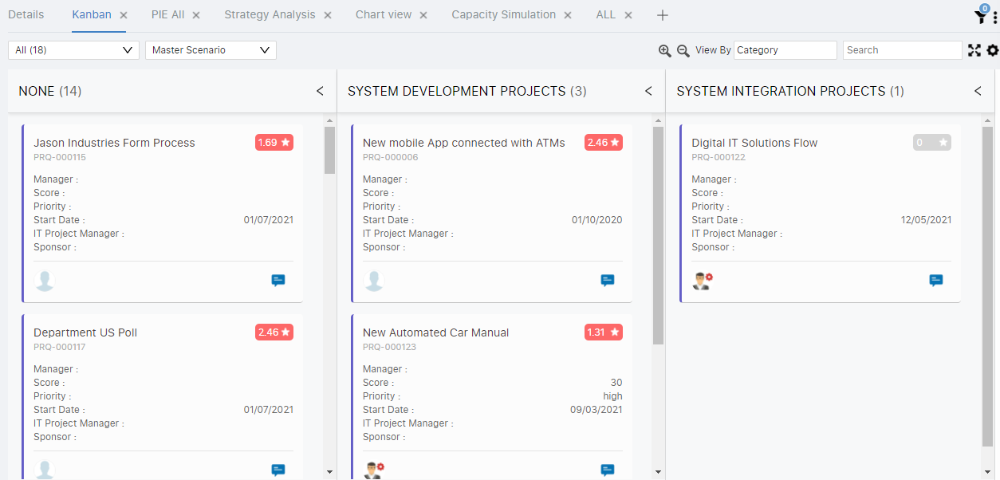 Details Kanban × PIE All × Strategy Analysis × Chart view × Capacity Simulation × ALL × + 0
All (18) Master Scenario View By Category Search
NONE (14)
Jason Industries Form Process 1.69
PRQ-000115
Manager :
Score :
Priority :
Start Date : 01/07/2021
IT Project Manager :
Sponsor :
Department US Poll 2.46
PRQ-000117
Manager :
Score :
Priority :
Start Date : 01/07/2021
IT Project Manager :
Sponsor :
SYSTEM DEVELOPMENT PROJECTS (3)
New mobile App connected with ATMs 2.46
PRQ-000006
Manager :
Score :
Priority :
Start Date : 01/10/2020
IT Project Manager :
Sponsor :
New Automated Car Manual 1.31
PRQ-000123
Manager :
Score : 30
Priority : high
Start Date : 09/03/2021
IT Project Manager :
Sponsor :
SYSTEM INTEGRATION PROJECTS (1)
Digital IT Solutions Flow 0
PRQ-000122
Manager :
Score :
Priority :
Start Date : 12/05/2021
IT Project Manager :
Sponsor :